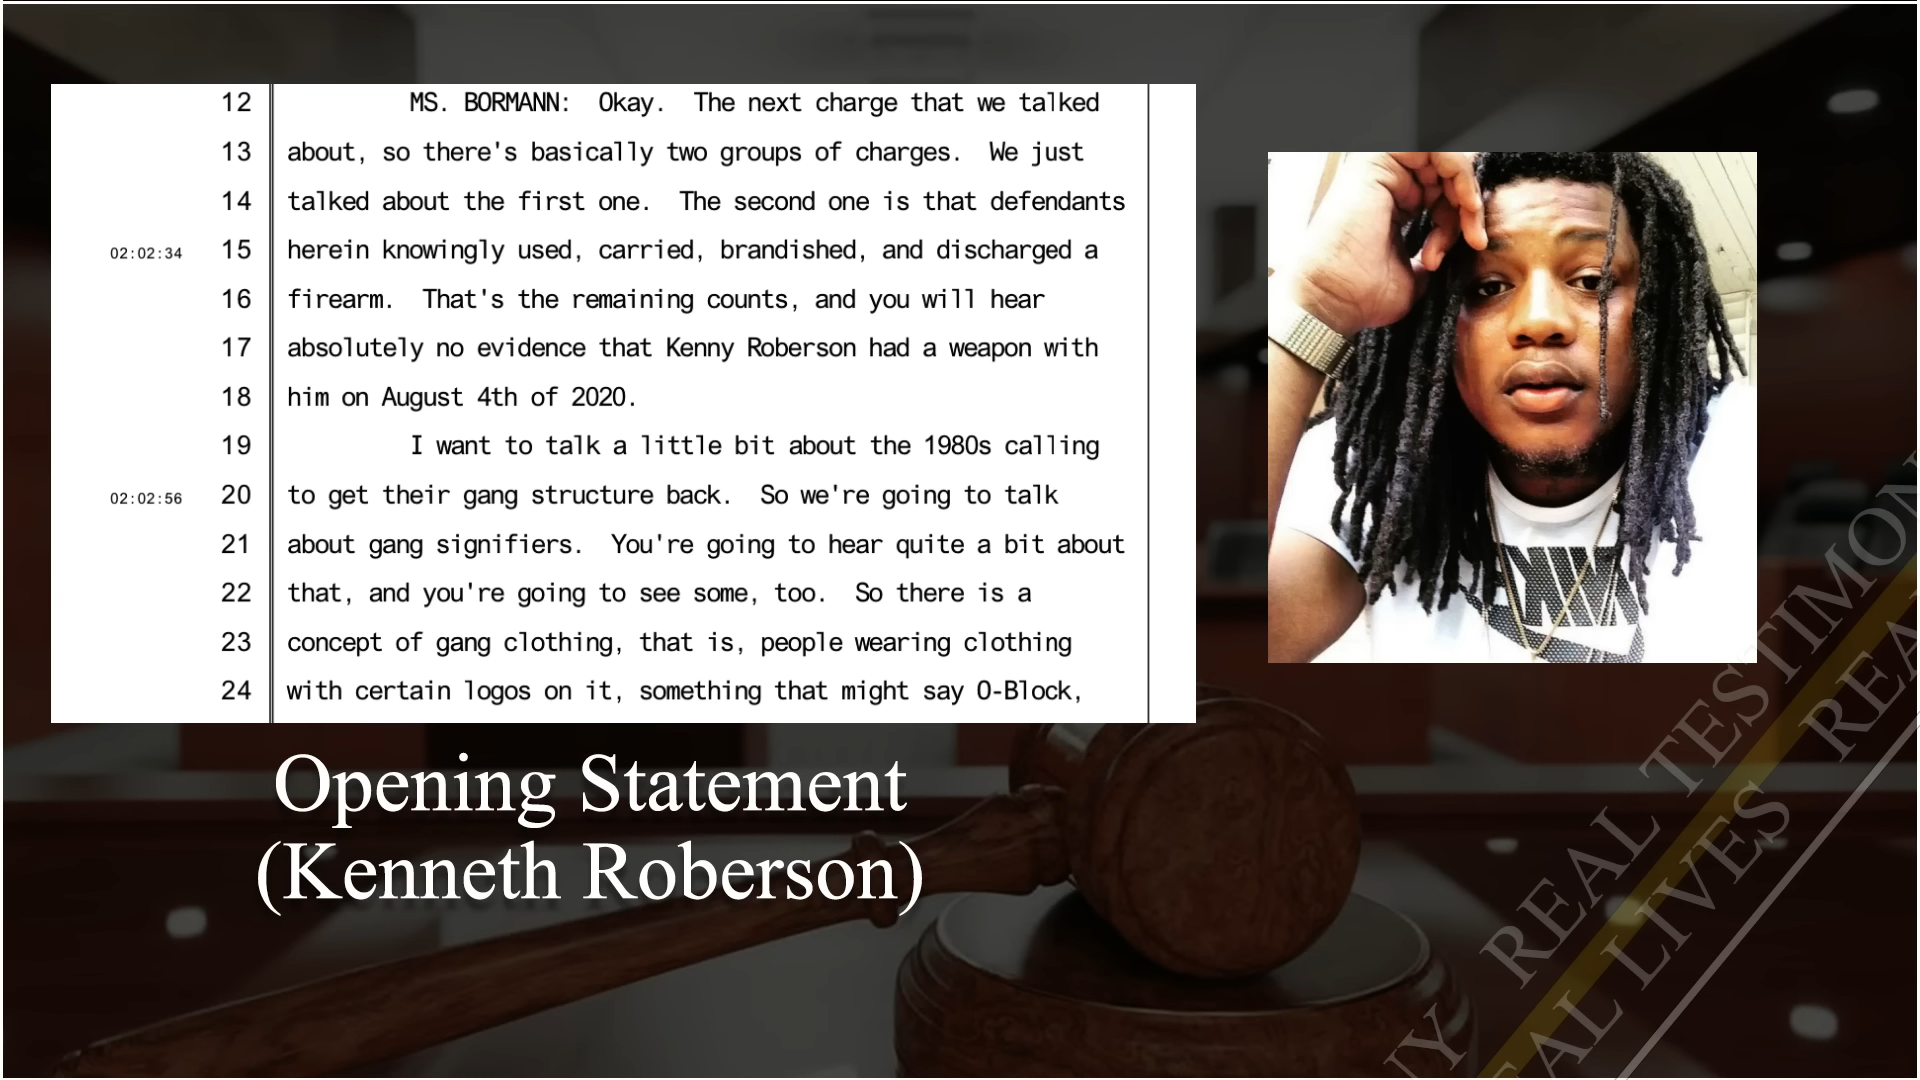 12 MS. BORMANN: Okay. The next charge that we talked
13 about, so there's basically two groups of charges. We just
14 talked about the first one. The second one is that defendants
02:02:34 15 herein knowingly used, carried, brandished, and discharged a
16 firearm. That's the remaining counts, and you will hear
17 absolutely no evidence that Kenny Roberson had a weapon with
18 him on August 4th of 2020.
19 I want to talk a little bit about the 1980s calling
02:02:56 20 to get their gang structure back. So we're going to talk
21 about gang signifiers. You're going to hear quite a bit about
22 that, and you're going to see some, too. So there is a
23 concept of gang clothing, that is, people wearing clothing
24 with certain logos on it, something that might say O-Block,
Opening Statement
(Kenneth Roberson)
REAL TESTIMON
REAL LIVES REA